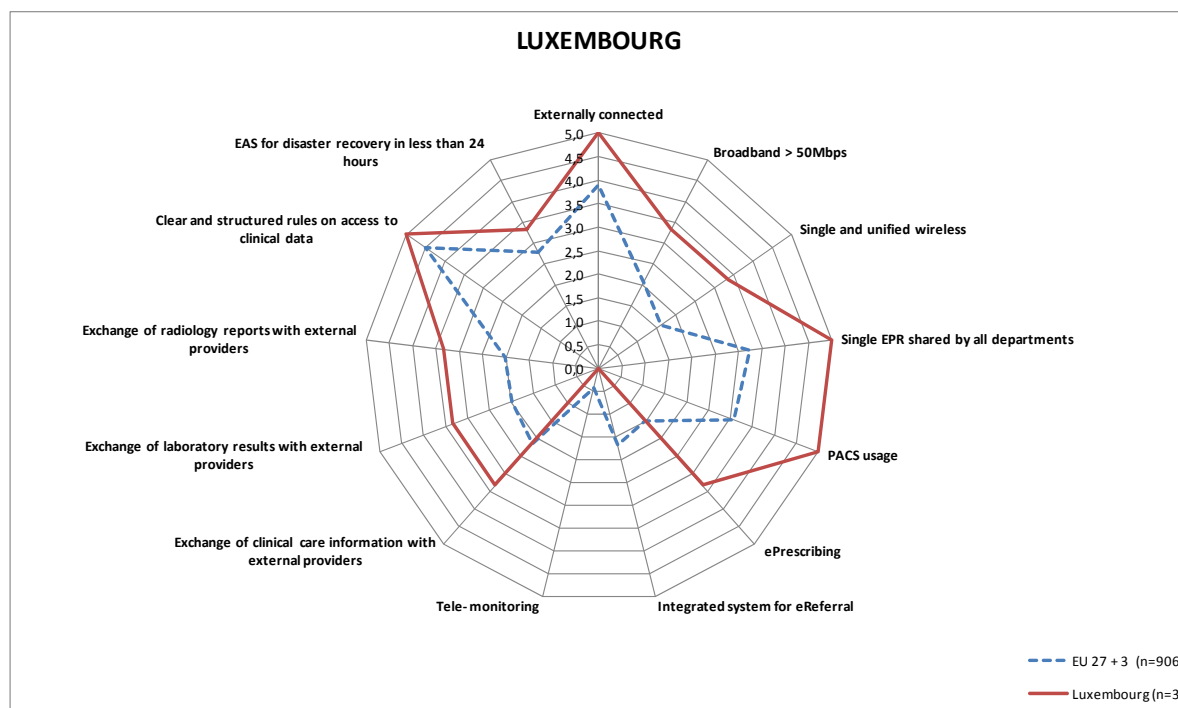 LUXEMBOURG
Externally connected
EAS for disaster recovery in less than 24
hours
Broadband > 50Mbps
Clear and structured rules on access to
clinical data
Single and unified wireless
Exchange of radiology reports with external
providers
Single EPR shared by all departments
Exchange of laboratory results with external
providers
PACS usage
Exchange of clinical care information with
external providers
ePrescribing
Tele- monitoring
Integrated system for eReferral
5,0
4,5
4,0
3,5
3,0
2,5
2,0
1,5
1,0
0,5
0,0
EU 27 + 3 (n=906
Luxembourg (n=3